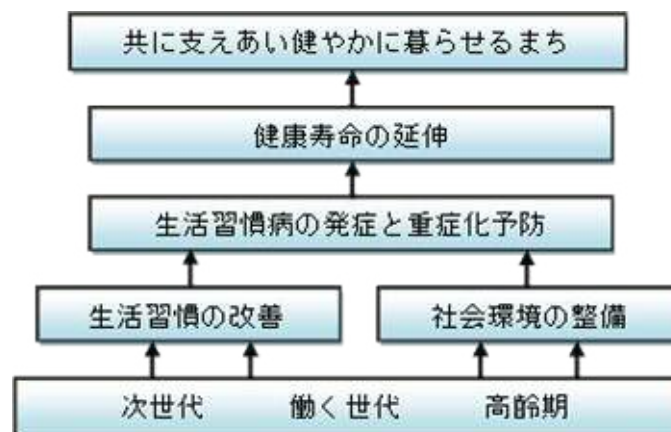 共に支えあい健やかに暮らせるまち
健康寿命の延伸
生活習慣病の発症と重症化予防
生活習慣の改善
社会環境の整備
次世代 働く世代 高齢期